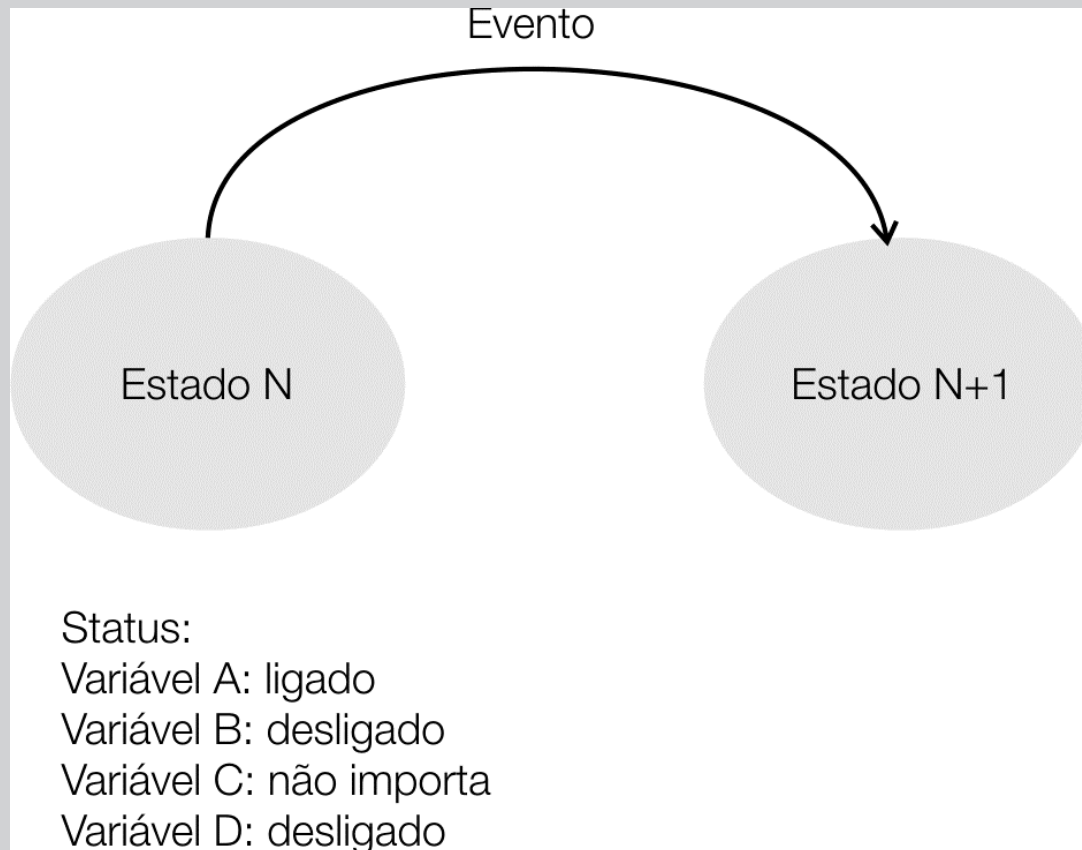 Evento
Estado N
Estado N+1
Status:
Variável A: ligado
Variável B: desligado
Variável C: não importa
Variável D: desligado